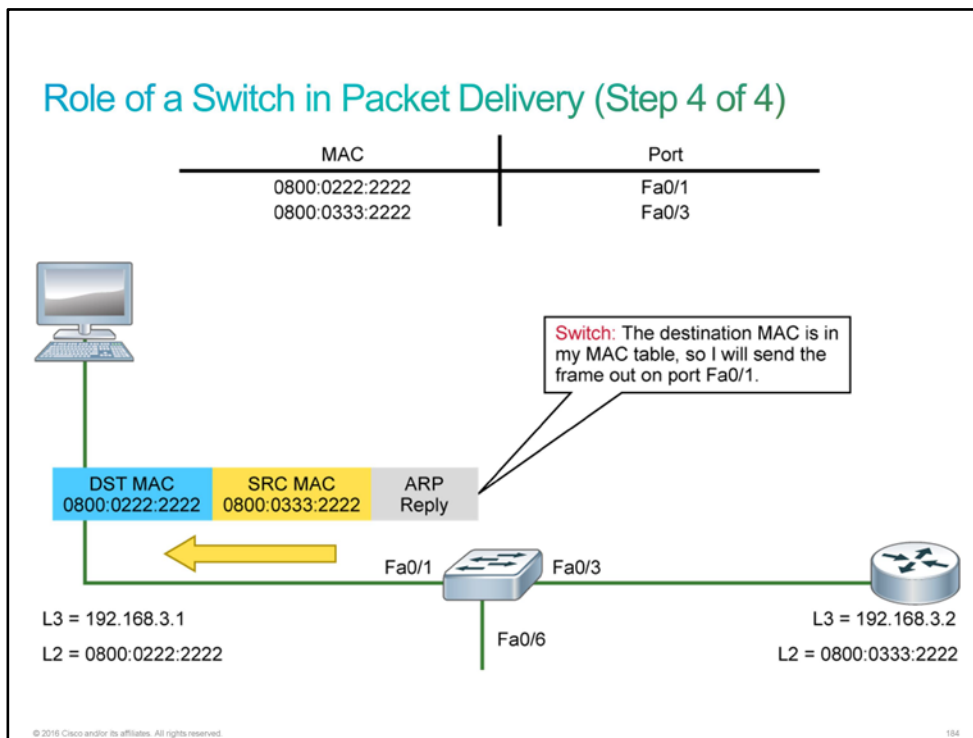 Role of a Switch in Packet Delivery (Step 4 of 4)
MAC Port
0800:0222:2222 Fa0/1
0800:0333:2222 Fa0/3
Switch: The destination MAC is in
my MAC table, so I will send the
frame out on port Fa0/1.
DST MAC SRC MAC ARP
0800:0222:2222 0800:0333:2222 Reply
Fa0/1 Fa0/3
L3 = 192.168.3.1 L3 = 192.168.3.2
Fa0/6
L2 = 0800:0222:2222 L2 = 0800:0333:2222
© 2016 Cisco and/or its affiliates. All rights reserved. 184